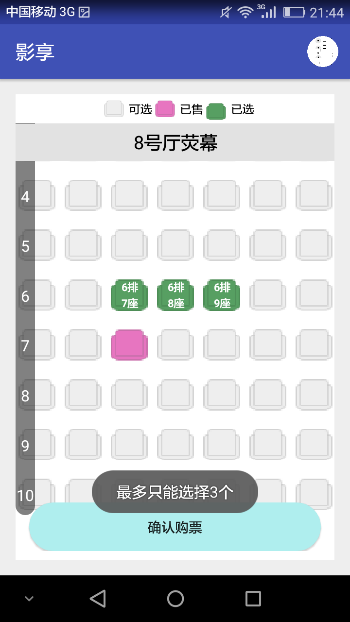 中国移动 3G 3G 21:44
影享
可选 已售 已选
8号厅荧幕
4
5
6 6排 6排 6排
7座 8座 9座
7
8
9
10
最多只能选择3个
确认购票